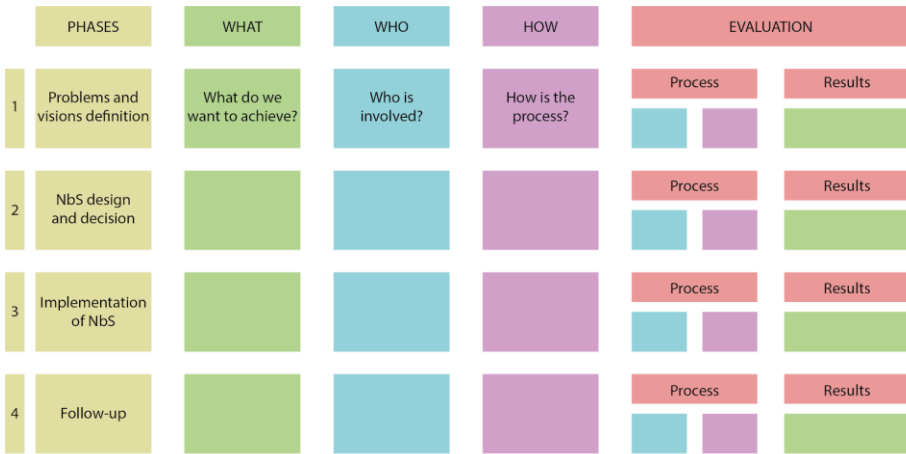 PHASES
WHAT
WHO
HOW
EVALUATION
1
Problems and
visions definition
What do we
want to achieve?
Who is
involved?
How is the
process?
Process
Results
2
NbS design
and decision
Process
Results
3
Implementation
of NbS
Process
Results
4
Follow-up
Process
Results